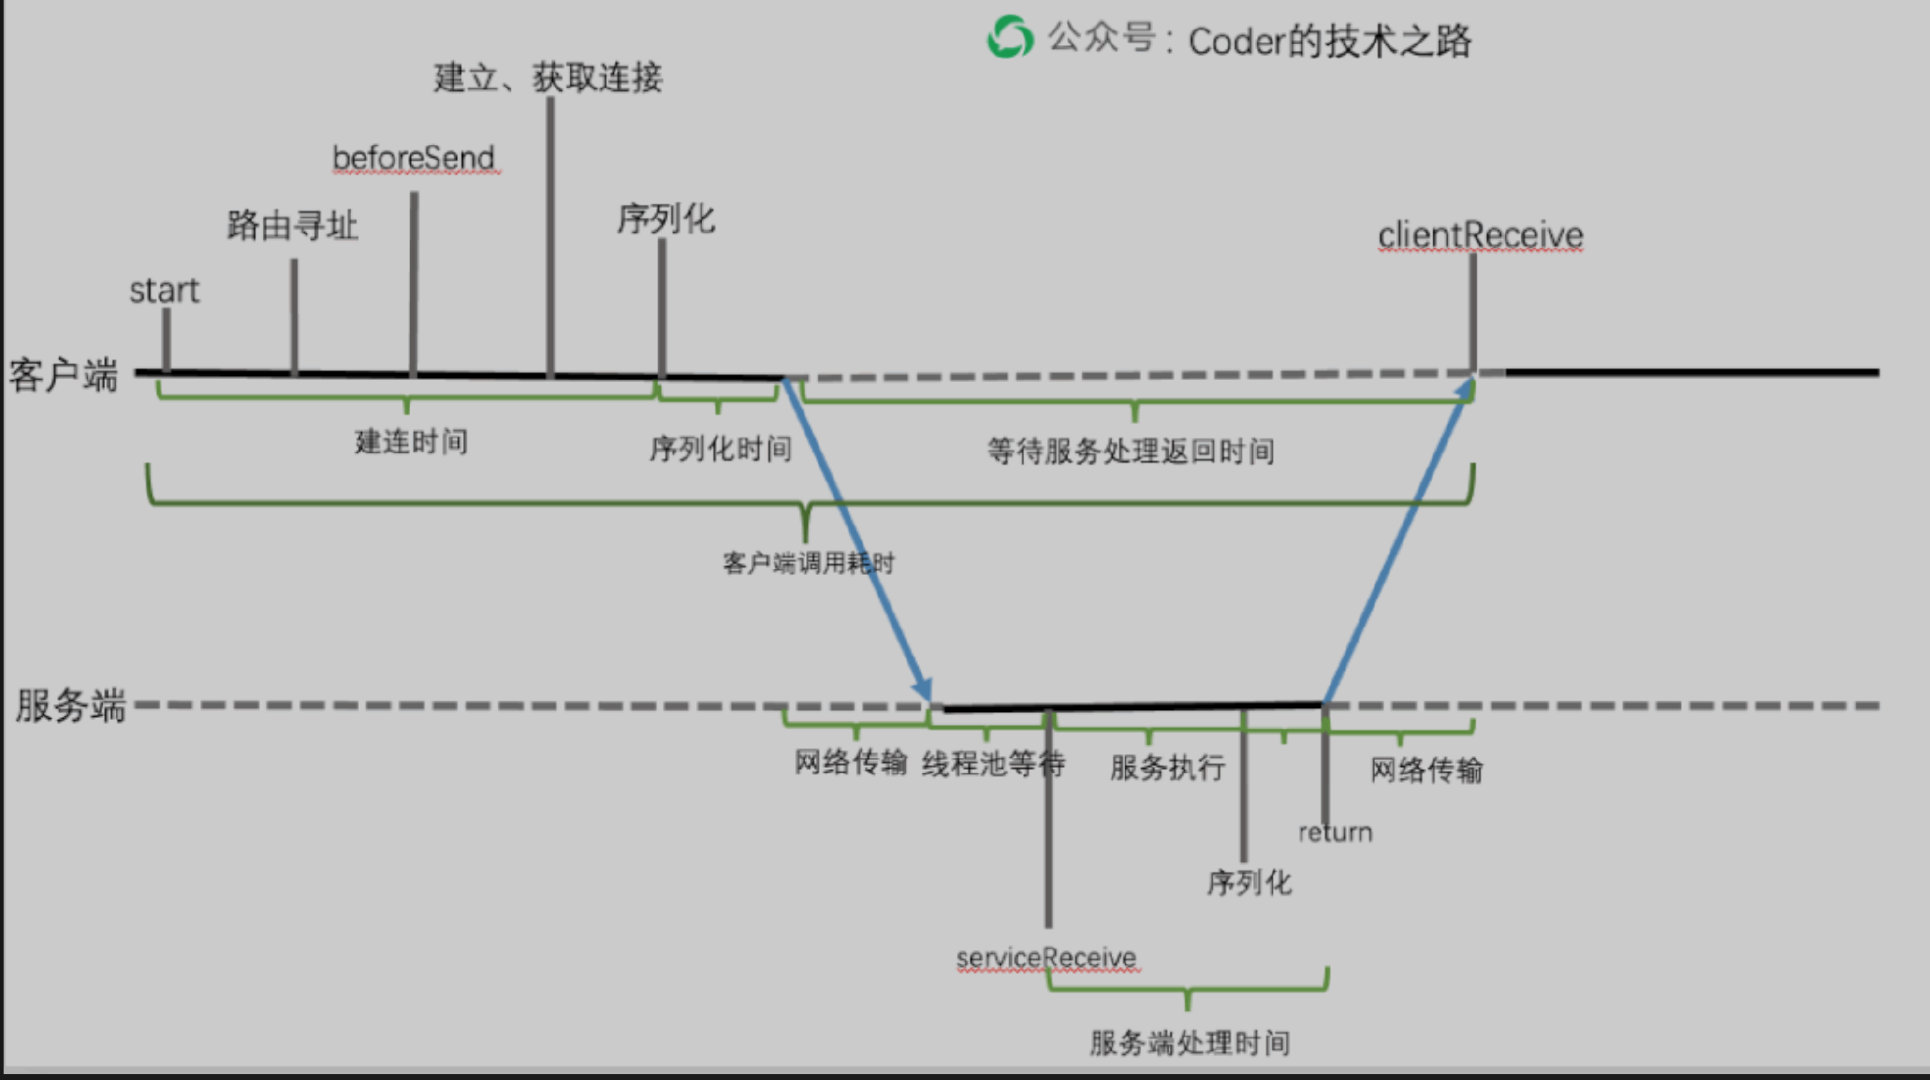 公众号: Coder的技术之路
建立、获取连接
beforeSend
路由寻址
序列化
clientReceive
start
客户端
建连时间
序列化时间
等待服务处理返回时间
客户端调用耗时
服务端
网络传输
线程池等待
服务执行
网络传输
return
序列化
serviceReceive
服务端处理时间